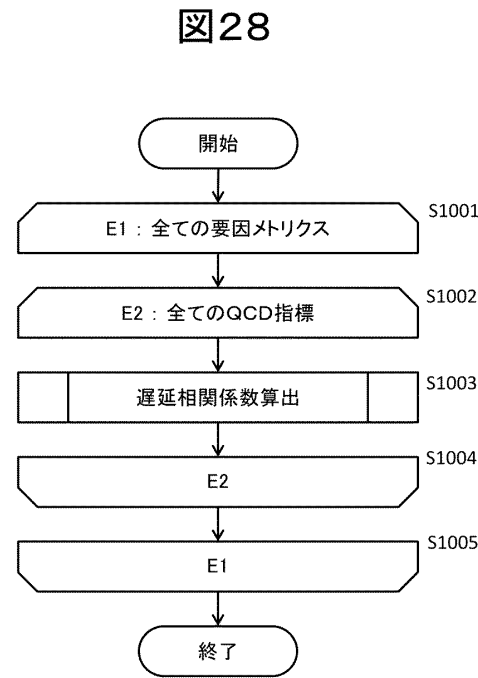 図28
開始
S1001
E1：全ての要因メトリクス
S1002
E2：全てのQCD指標
S1003
遅延相関係数算出
S1004
E2
S1005
E1
終了